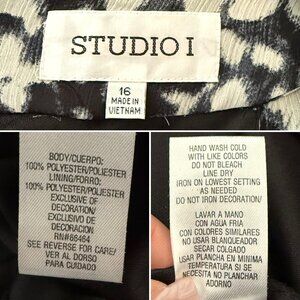 STUDIO I
16
MADE IN
VIETNAM
BODY/CUERPO:
100% POLYESTER/POLIESTER
LINING/FORRO:
100% POLYESTER/POLIESTER
EXCLUSIVE OF
DECORATION/
EXCLUSIVO DE
DECORACION
RN#66464
SEE REVERSE FOR CARE/
VER AL DORSO
PARA CUIDADO
HAND WASH COLD
WITH LIKE COLORS
DO NOT BLEACH
LINE DRY
IRON ON LOWEST SETTING
AS NEEDED
DO NOT IRON DECORATION/
LAVAR A MANO
CON AGUA FRIA
CON COLORES SIMILARES
NO USAR BLANQUEADOR
SECAR COLGADO
USAR PLANCHA EN MINIMA
TEMPERATURA SI SE
NECESITA
NO PLANCHAR
DECORACION